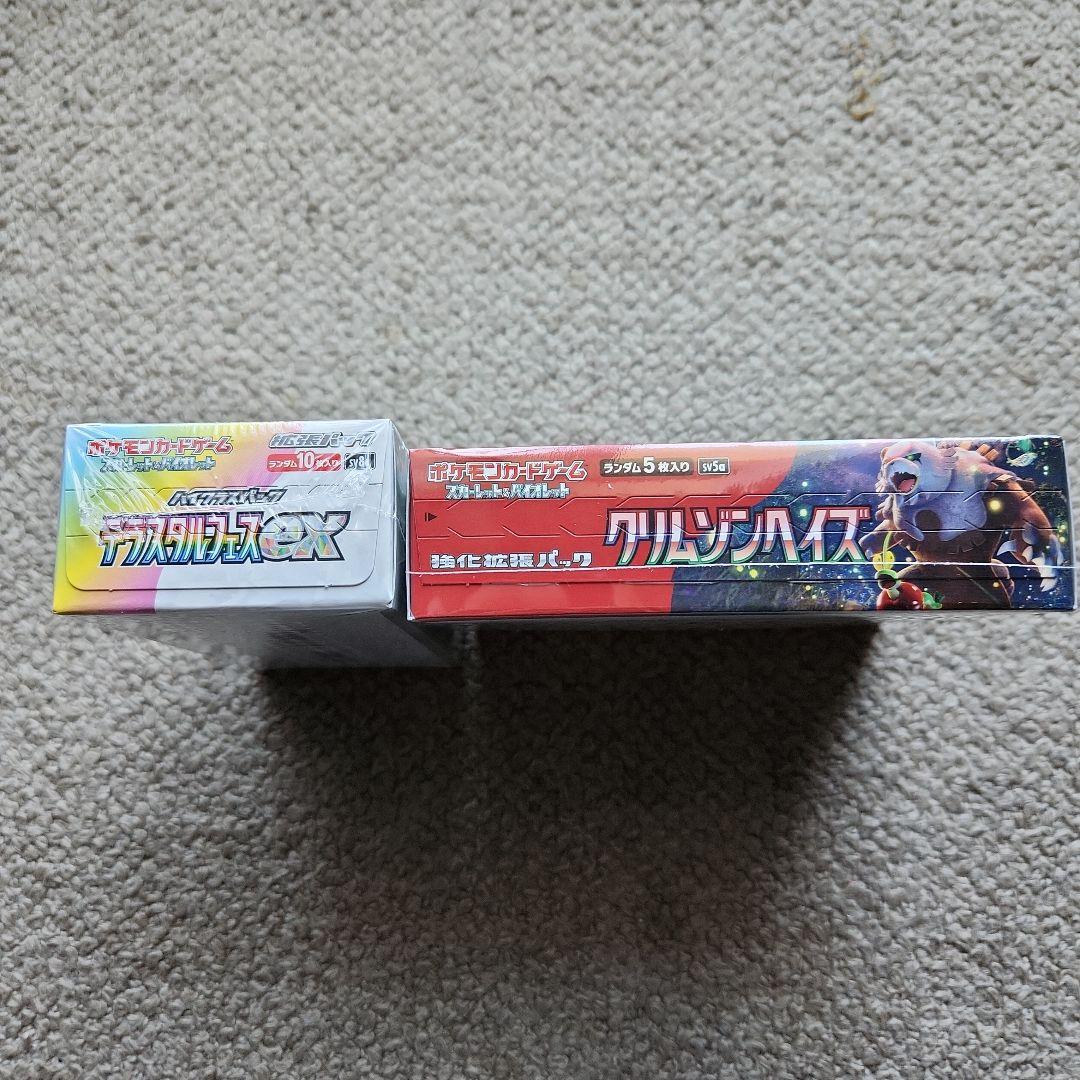 ポケモンカードゲーム
スカーレット&バイオレット
拡張パック
ランダム10枚入り
ハイクラスパック
テラスタルフェスex
ポケモンカードゲーム
スカーレット&バイオレット
ランダム5枚入り
sv5a
強化拡張パック
クリムゾンヘイズ